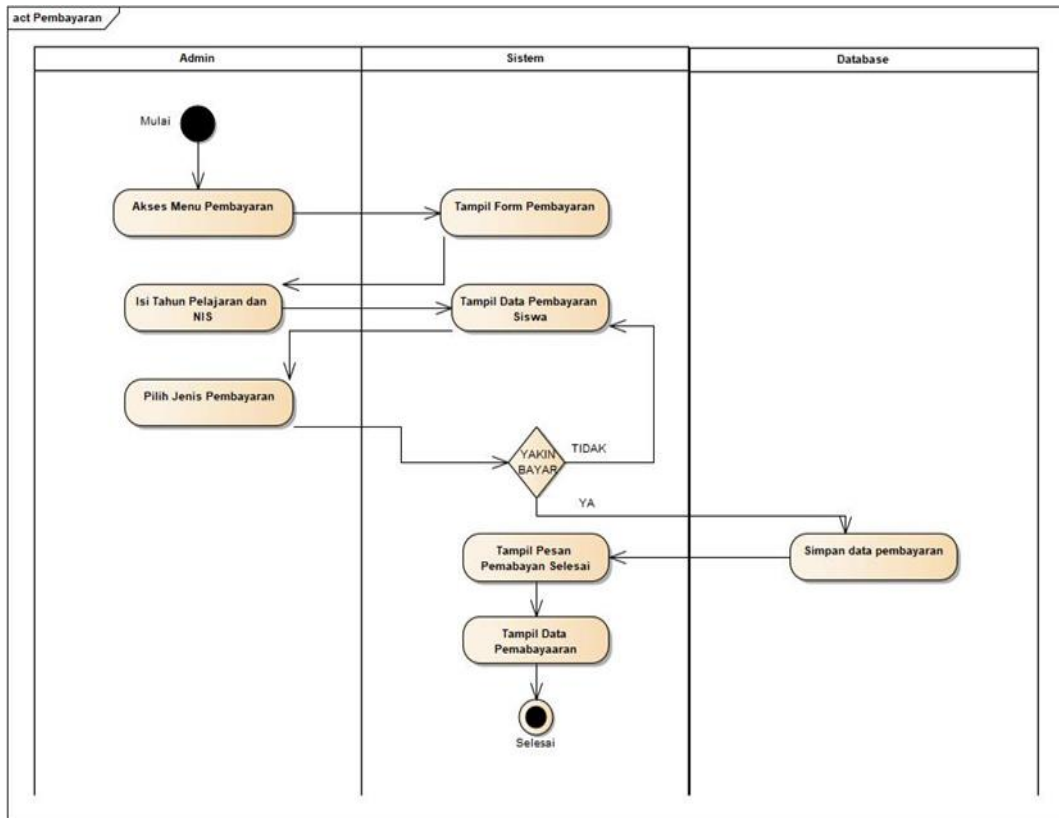 act Pembayaran
Admin
Sistem
Database
Mulai
Akses Menu Pembayaran
Tampil Form Pembayaran
Isi Tahun Pelajaran dan
NIS
Tampil Data Pembayaran
Siswa
Pilih Jenis Pembayaran
YAKIN
BAYAR
TIDAK
YA
Simpan data pembayaran
Tampil Pesan
Pemabayan Selesai
Tampil Data
Pemabayaaran
Selesai